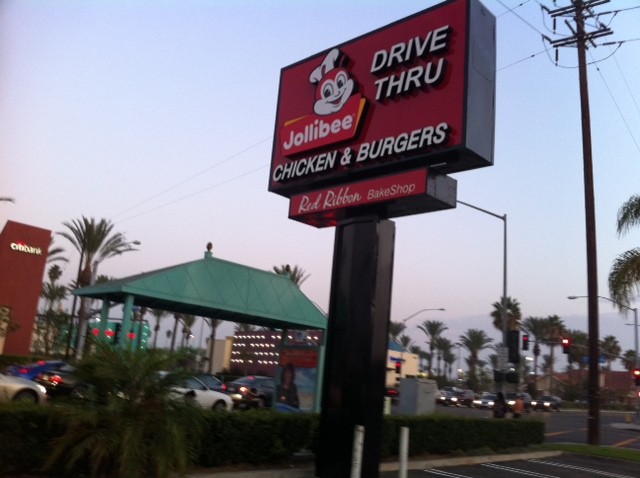 DRIVE
THRU
Jollibee
CHICKEN & BURGERS
Red Ribbon BakeShop
citibank